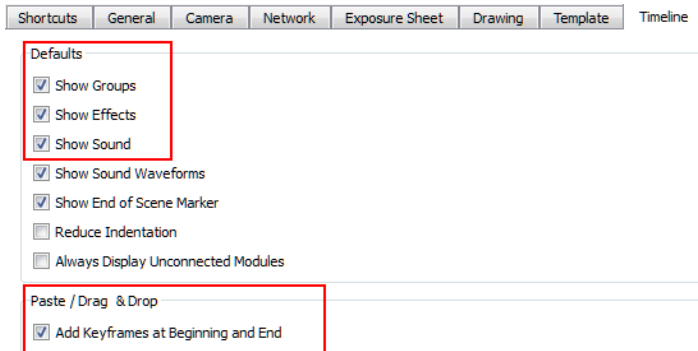 Shortcuts General Camera Network Exposure Sheet Drawing Template Timeline
Defaults
Show Groups
Show Effects
Show Sound
Show Sound Waveforms
Show End of Scene Marker
Reduce Indentation
Always Display Unconnected Modules
Paste / Drag & Drop
Add Keyframes at Beginning and End